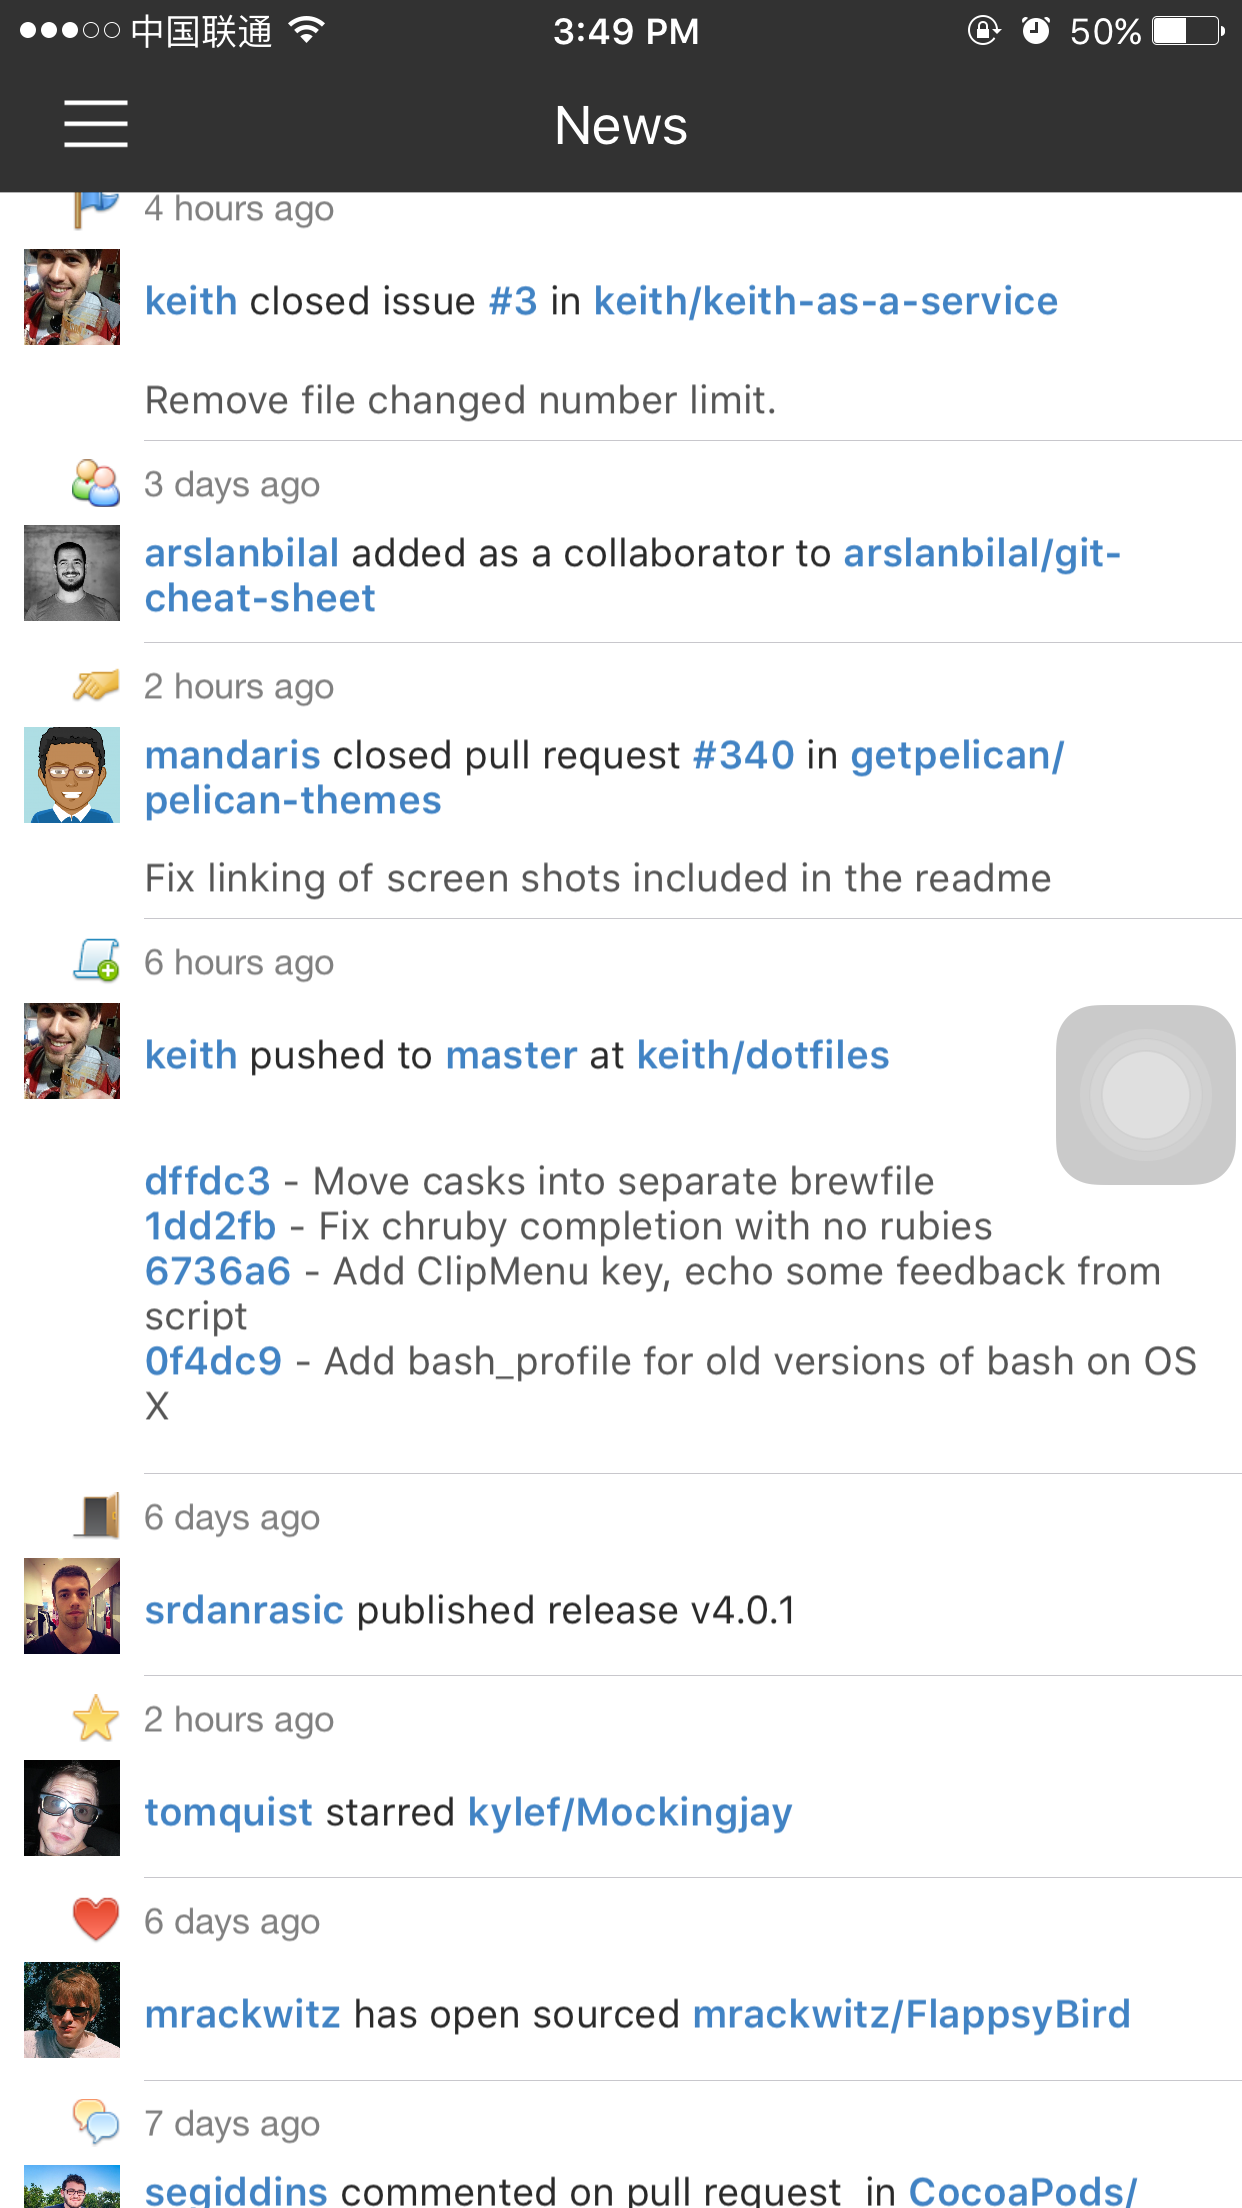 中国联通
3:49 PM
50%
News
4 hours ago
keith closed issue #3 in keith/keith-as-a-service
Remove file changed number limit.
3 days ago
arslanbilal added as a collaborator to arslanbilal/git-
cheat-sheet
2 hours ago
mandaris closed pull request #340 in getpelican/
pelican-themes
Fix linking of screen shots included in the readme
6 hours ago
keith pushed to master at keith/dotfiles
dffdc3 - Move casks into separate brewfile
1dd2fb - Fix chruby completion with no rubies
6736a6 - Add ClipMenu key, echo some feedback from
script
0f4dc9 - Add bash_profile for old versions of bash on OS
X
6 days ago
srdanrasic published release v4.0.1
2 hours ago
tomquist starred kylef/Mockingjay
6 days ago
mrackwitz has open sourced mrackwitz/FlappsyBird
7 days ago
segiddins commented on pull request in CocoaPods/